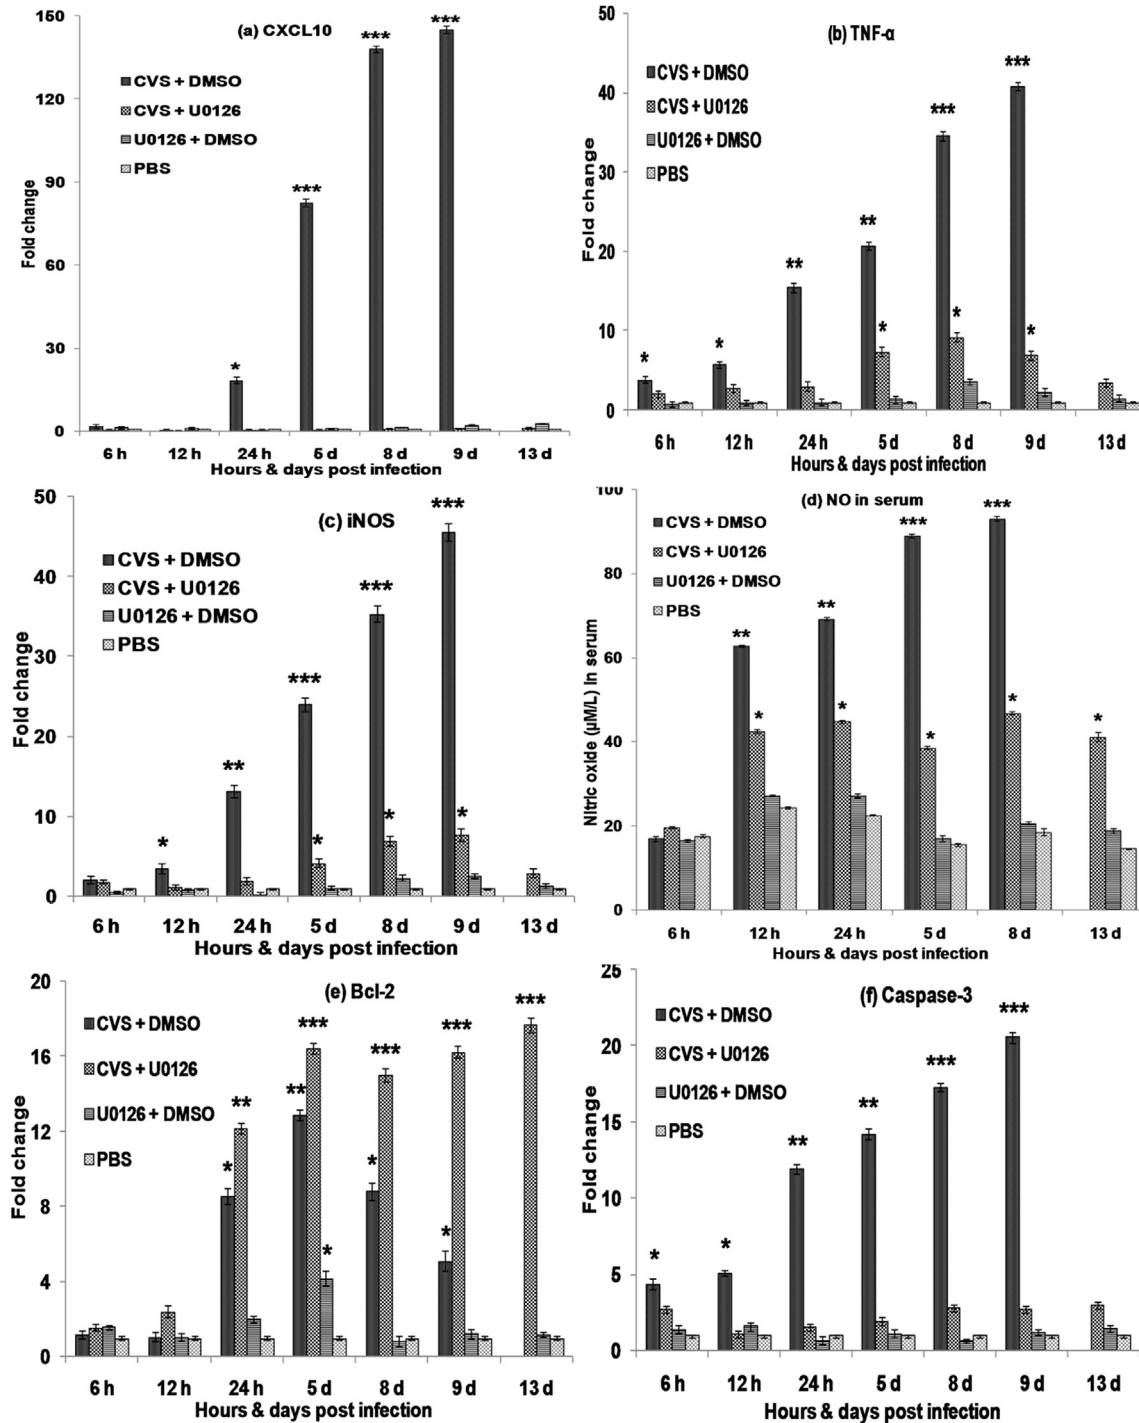 (a) CXCL10
CVS + DMSO
CVS + U0126
U0126 + DMSO
PBS
Fold change
150
120
90
60
30
0
*
***
***
***
6 h 12 h 24 h 5 d 8 d 9 d 13 d
Hours & days post infection
(b) TNF-α
CVS + DMSO
CVS + U0126
U0126 + DMSO
PBS
Fold change
50
40
30
20
10
0
*
*
**
**
*
***
*
***
*
6 h 12 h 24 h 5 d 8 d 9 d 13 d
Hours & days post infection
(c) iNOS
CVS + DMSO
CVS + U0126
U0126 + DMSO
PBS
Fold change
50
40
30
20
10
0
*
**
***
*
***
*
***
*
6 h 12 h 24 h 5 d 8 d 9 d 13 d
Hours & days post infection
(d) NO in serum
CVS + DMSO
CVS + U0126
U0126 + DMSO
PBS
Nitric oxide (µM/L) in serum
100
80
60
40
20
0
**
*
**
*
***
*
***
*
*
6 h 12 h 24 h 5 d 8 d 13 d
Hours & days post infection
(e) Bcl-2
CVS + DMSO
CVS + U0126
U0126 + DMSO
PBS
Fold change
20
16
12
8
4
0
*
**
**
***
*
*
***
*
***
***
6 h 12 h 24 h 5 d 8 d 9 d 13 d
Hours & days post infection
(f) Caspase-3
CVS + DMSO
CVS + U0126
U0126 + DMSO
PBS
Fold change
25
20
15
10
5
0
*
*
**
**
***
***
6 h 12 h 24 h 5 d 8 d 9 d 13 d
Hours & days post infection